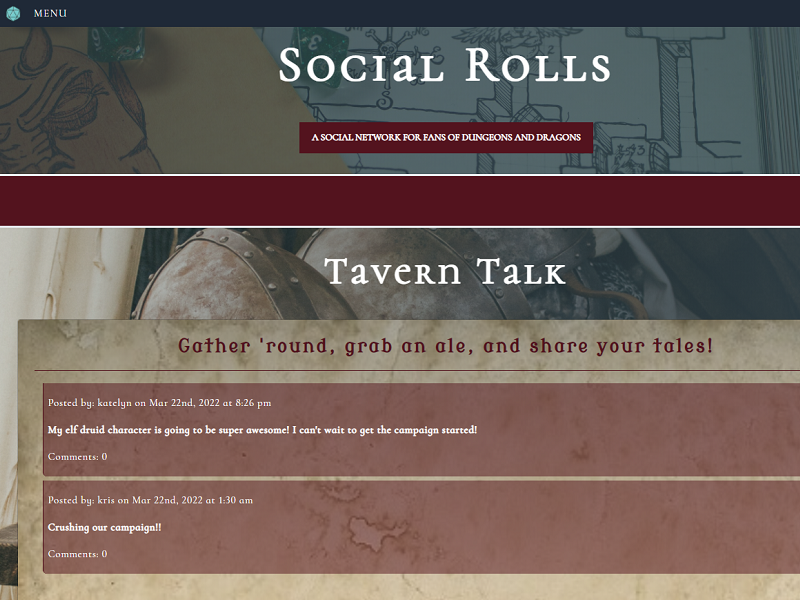 MENU
Social Rolls
A SOCIAL NETWORK FOR FANS OF DUNGEONS AND DRAGONS
Tavern Talk
Gather 'round, grab an ale, and share your tales!
Posted by: katelyn on Mar 22nd, 2022 at 8:26 pm
My elf druid character is going to be super awesome! I can't wait to get the campaign started!
Comments: 0
Posted by: kris on Mar 22nd, 2022 at 1:30 am
Crushing our campaign!!
Comments: 0